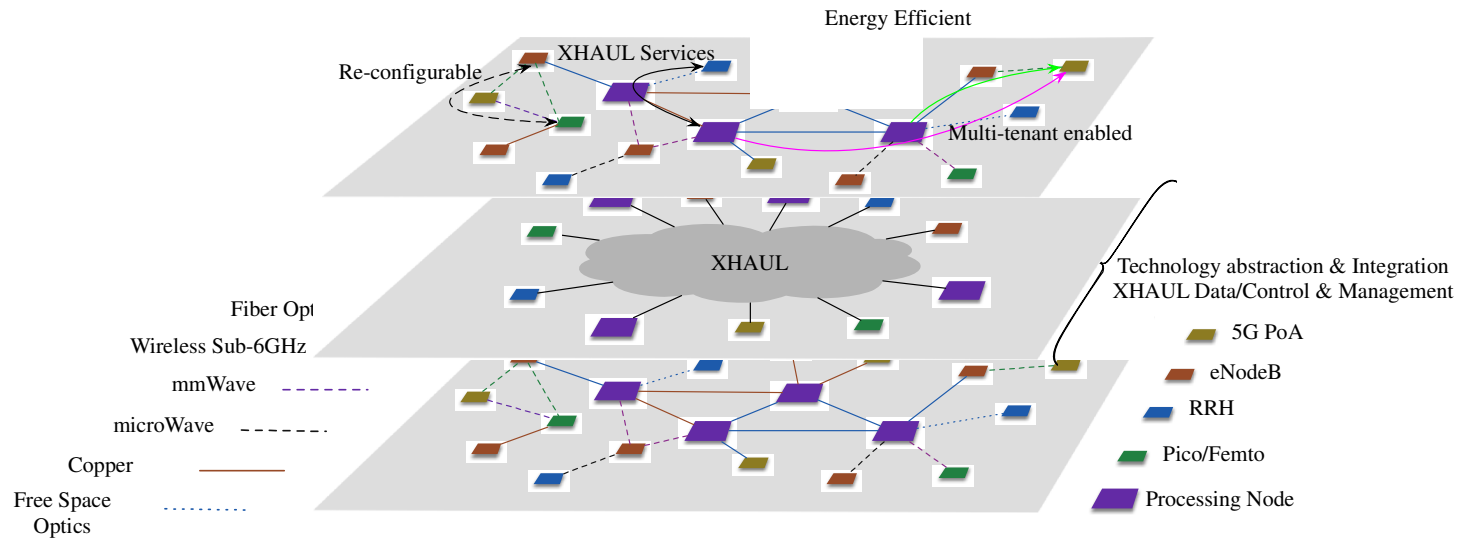 Energy Efficient
XHAUL Services
Re-configurable
Multi-tenant enabled
XHAUL
Technology abstraction & Integration
XHAUL Data/Control & Management
Fiber Opt
Wireless Sub-6GHz
mmWave
microWave
Copper
Free Space
Optics
5G PoA
eNodeB
RRH
Pico/Femto
Processing Node